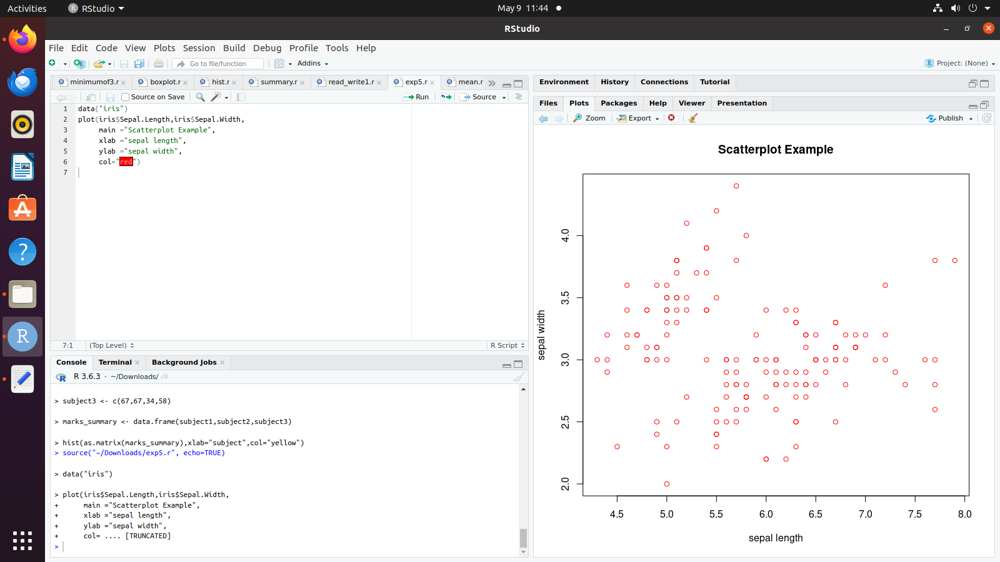 Activities RStudio May 9 11:44
RStudio
File Edit Code View Plots Session Build Debug Profile Tools Help
Go to file/function Addins Project: (None)
minimumof3.r boxplot.r hist.r summary.r read_write1.r exp5.r mean.r
Source on Save Run Source
1 data("iris")
2 plot(iris$Sepal.Length,iris$Sepal.Width,
3 main ="Scatterplot Example",
4 xlab ="sepal length",
5 ylab ="sepal width",
6 col="red")
7
7:1 (Top Level) R Script
Console Terminal Background Jobs
R 3.6.3 · ~/Downloads/
> subject3 <- c(67,67,34,58)
> marks_summary <- data.frame(subject1,subject2,subject3)
> hist(as.matrix(marks_summary),xlab="subject",col="yellow")
> source("~/Downloads/exp5.r", echo=TRUE)
> data("iris")
> plot(iris$Sepal.Length,iris$Sepal.Width,
+ main ="Scatterplot Example",
+ xlab ="sepal length",
+ ylab ="sepal width",
+ col= .... [TRUNCATED]
>
Environment History Connections Tutorial
Files Plots Packages Help Viewer Presentation
Zoom Export Publish
Scatterplot Example
sepal width
4.0
3.5
3.0
2.5
2.0
4.5 5.0 5.5 6.0 6.5 7.0 7.5 8.0
sepal length